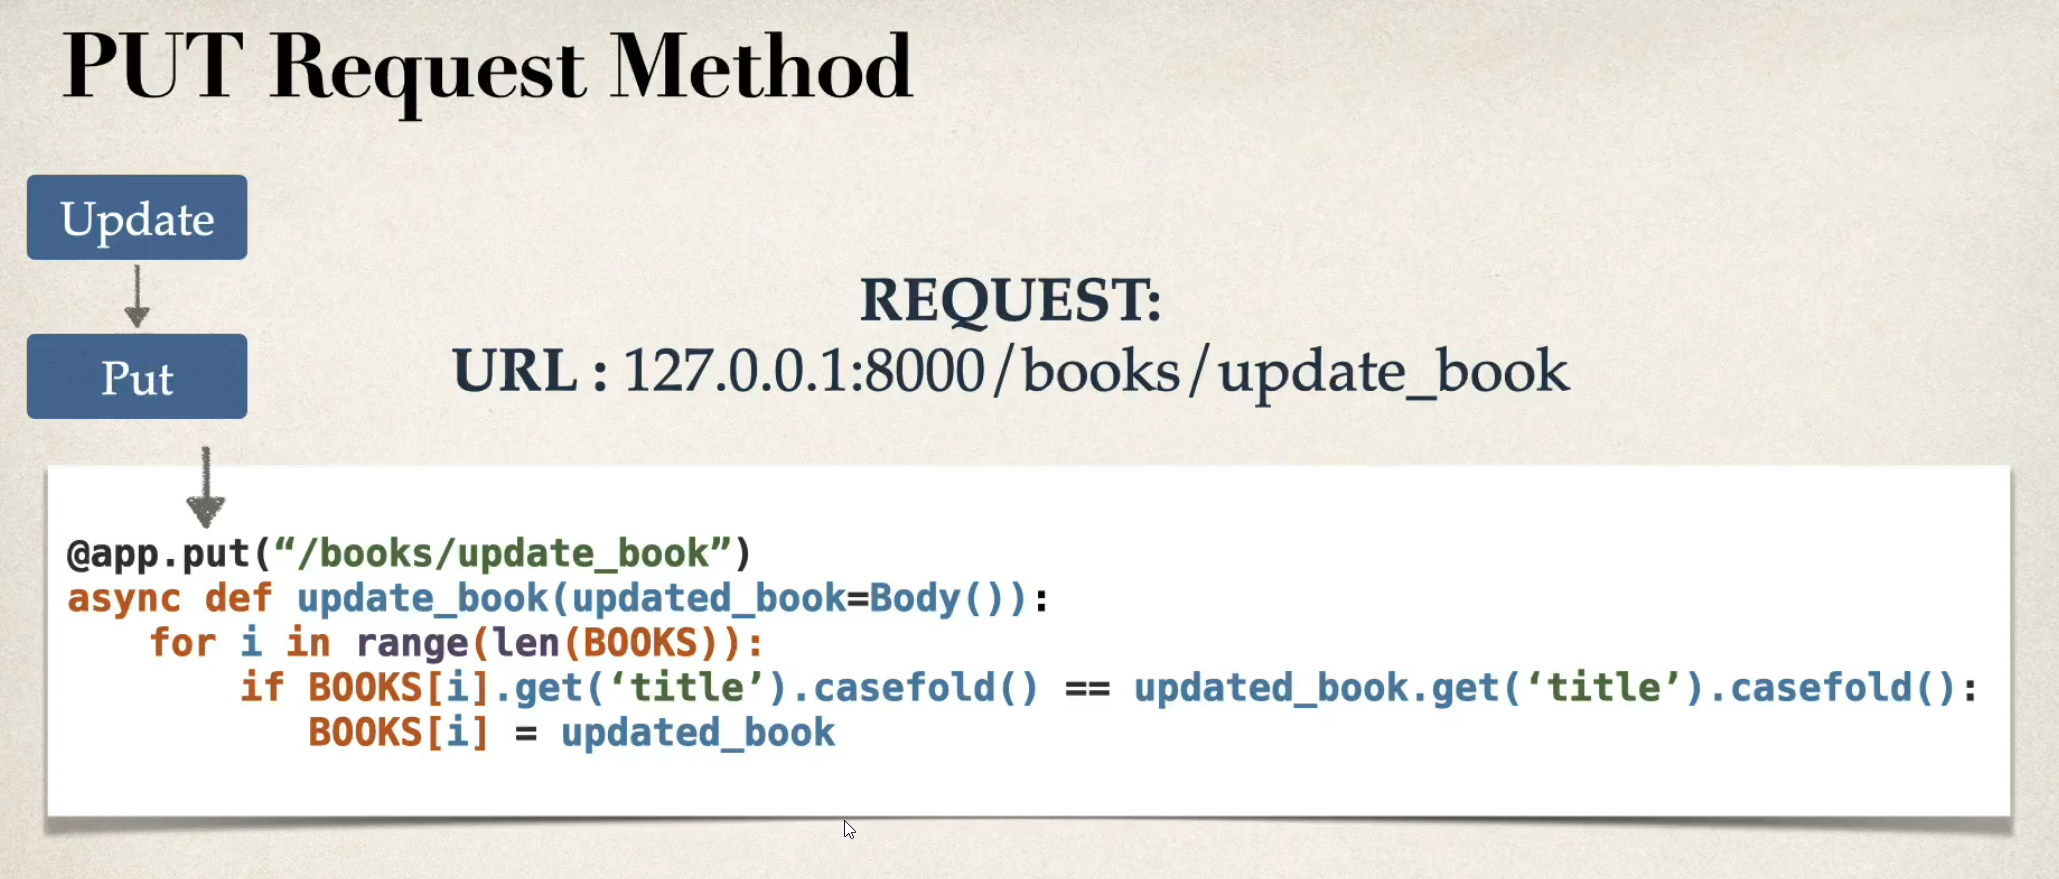 PUT Request Method
Update
Put
REQUEST:
URL : 127.0.0.1:8000/books/update_book
@app.put(“/books/update_book”)
async def update_book(updated_book=Body()):
    for i in range(len(BOOKS)):
        if BOOKS[i].get(‘title’).casefold() == updated_book.get(‘title’).casefold():
           BOOKS[i] = updated_book